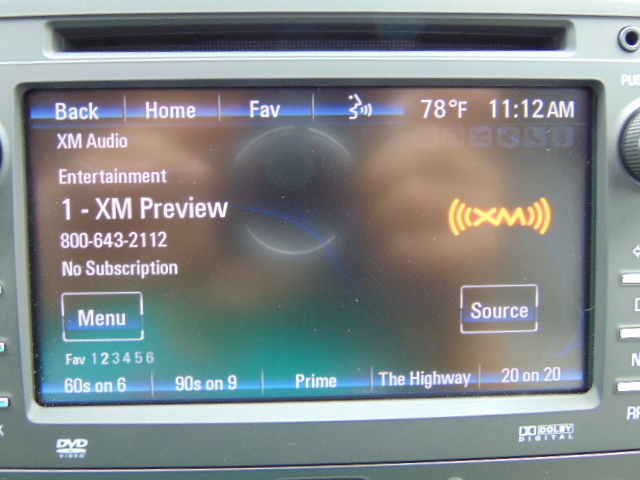 Back Home Fav 78°F 11:12AM
XM Audio
Entertainment
1 - XM Preview
800-643-2112
No Subscription
XM
Menu Source
Fav 1 2 3 4 5 6
60s on 6 90s on 9 Prime The Highway 20 on 20
DVD
VIDEO
DOLBY
DIGITAL